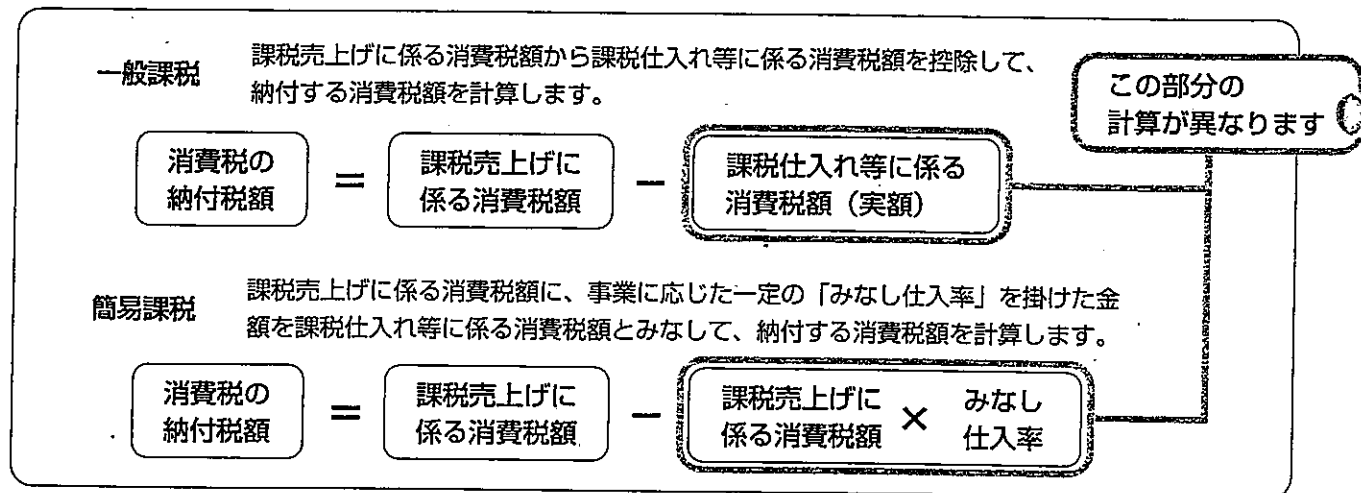 一般課税
課税売上げに係る消費税額から課税仕入れ等に係る消費税額を控除して、
納付する消費税額を計算します。
この部分の
計算が異なります
消費税の
納付税額
=
課税売上げに
係る消費税額
−
課税仕入れ等に係る
消費税額（実額）
簡易課税
課税売上げに係る消費税額に、事業に応じた一定の「みなし仕入率」を掛けた金
額を課税仕入れ等に係る消費税額とみなして、納付する消費税額を計算します。
消費税の
納付税額
=
課税売上げに
係る消費税額
−
課税売上げに
係る消費税額
×
みなし
仕入率